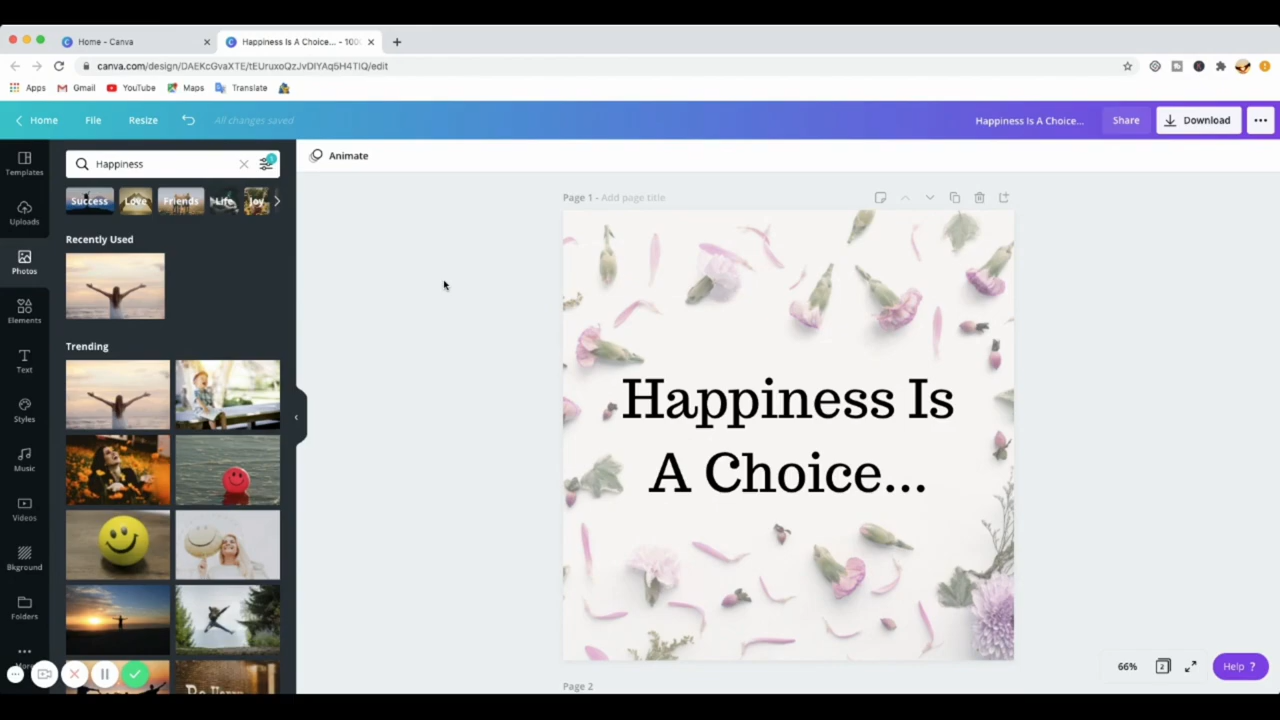 Home - Canva
Happiness Is A Choice... - 100
canva.com/design/DAEKcGvaXTE/tEUruxoQzJvDIYAq5H4TIQ/edit
Apps Gmail YouTube Maps Translate
Home File Resize All changes saved Happiness Is A Choice... Share Download
Templates
Uploads
Photos
Elements
Text
Styles
Music
Videos
Bkground
Folders
More
Happiness
Success Love Friends Life Joy
Recently Used
Trending
Animate
Page 1 - Add page title
Happiness Is
A Choice...
66% 2 Help ?
Page 2